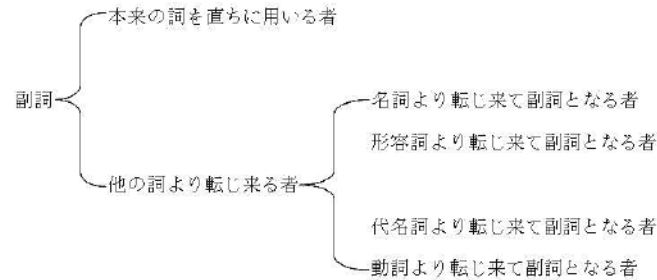 本来の詞を直ちに用いる者
副詞
名詞より転じ来て副詞となる者
形容詞より転じ来て副詞となる者
他の詞より転じ来る者
代名詞より転じ来て副詞となる者
動詞より転じ来て副詞となる者